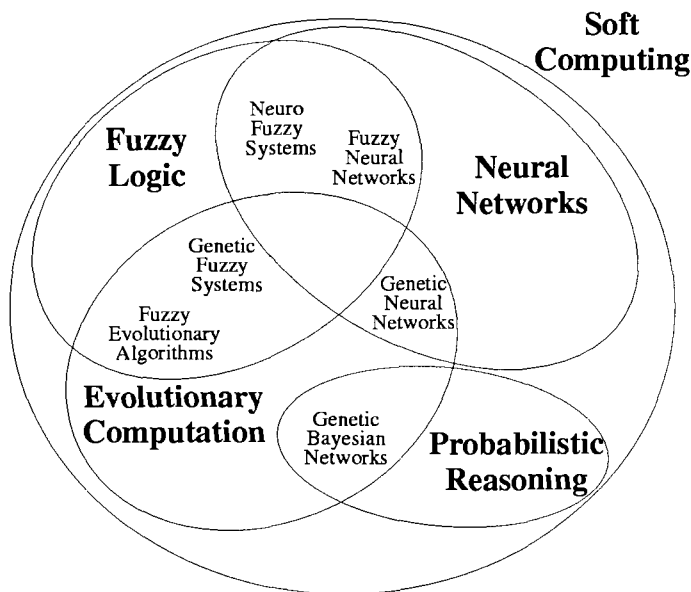 Soft
Computing
Neuro
Fuzzy
Systems
Fuzzy
Neural
Networks
Fuzzy
Logic
Neural
Networks
Genetic
Fuzzy
Systems
Genetic
Neural
Networks
Fuzzy
Evolutionary
Algorithms
Evolutionary
Computation
Genetic
Bayesian
Networks
Probabilistic
Reasoning